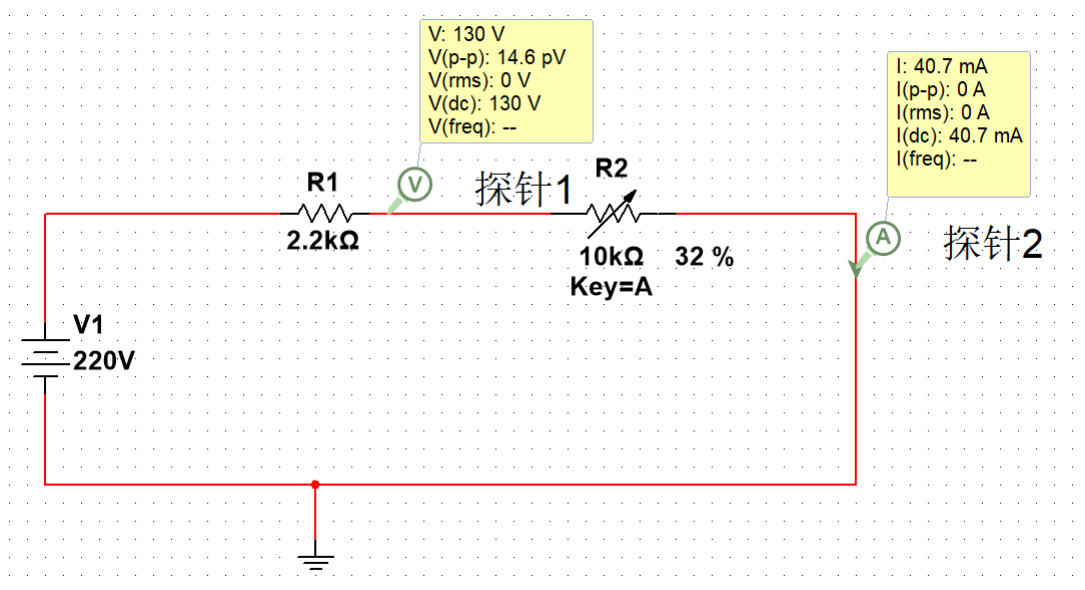 V: 130 V
V(p-p): 14.6 pV
V(rms): 0 V
V(dc): 130 V
V(freq): --
I: 40.7 mA
I(p-p): 0 A
I(rms): 0 A
I(dc): 40.7 mA
I(freq): --
R1
V
探针1
R2
2.2kΩ
10kΩ 32 %
Key=A
A
探针2
V1
220V